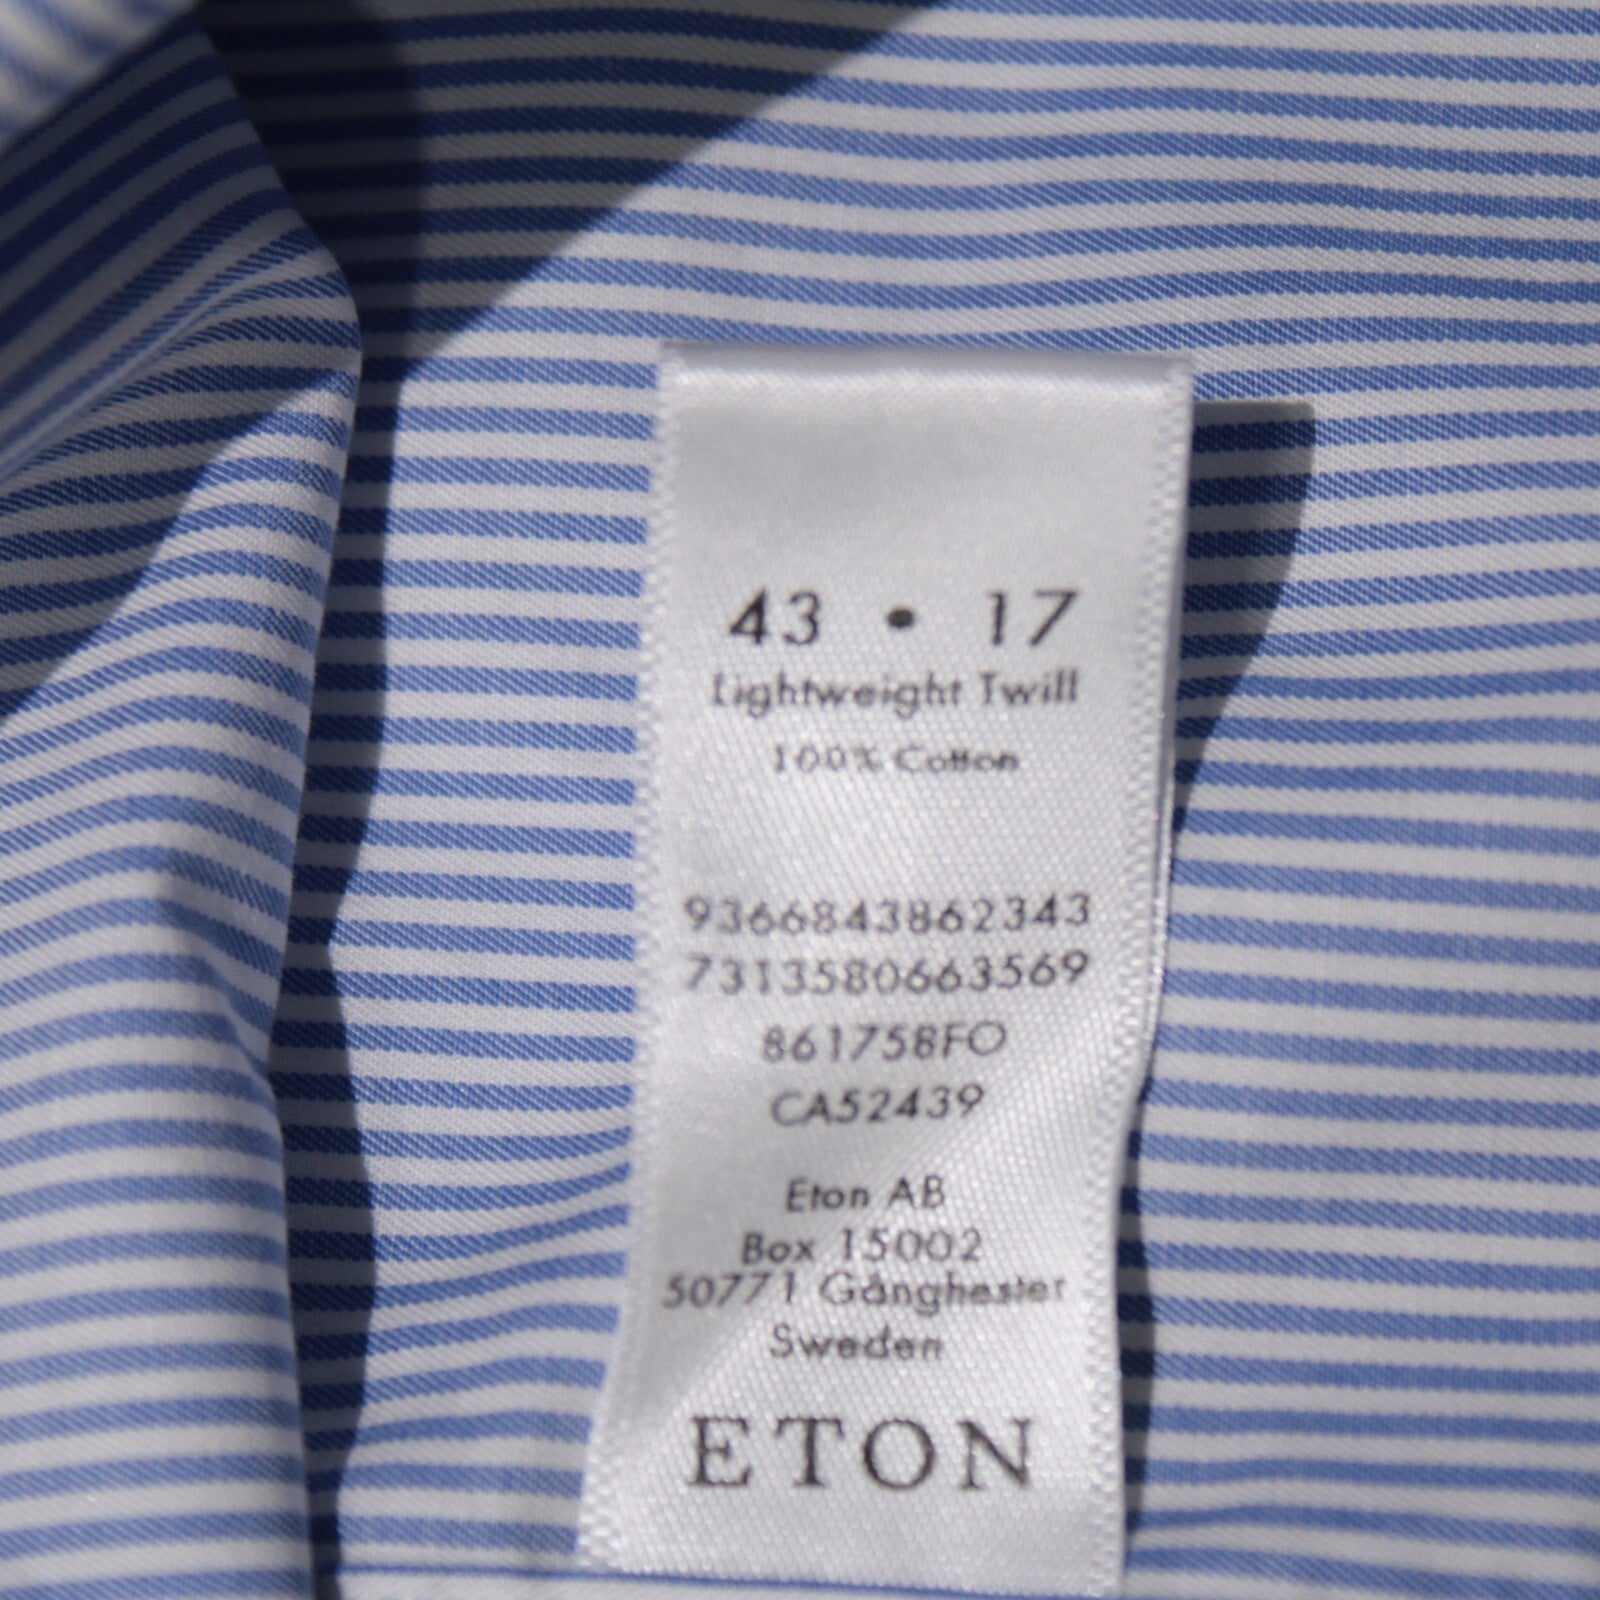 43 • 17
Lightweight Twill
100% Cotton
9366843862343
7313580663569
861758FO
CA52439
Eton AB
Box 15002
50771 Gånghester
Sweden
ETON